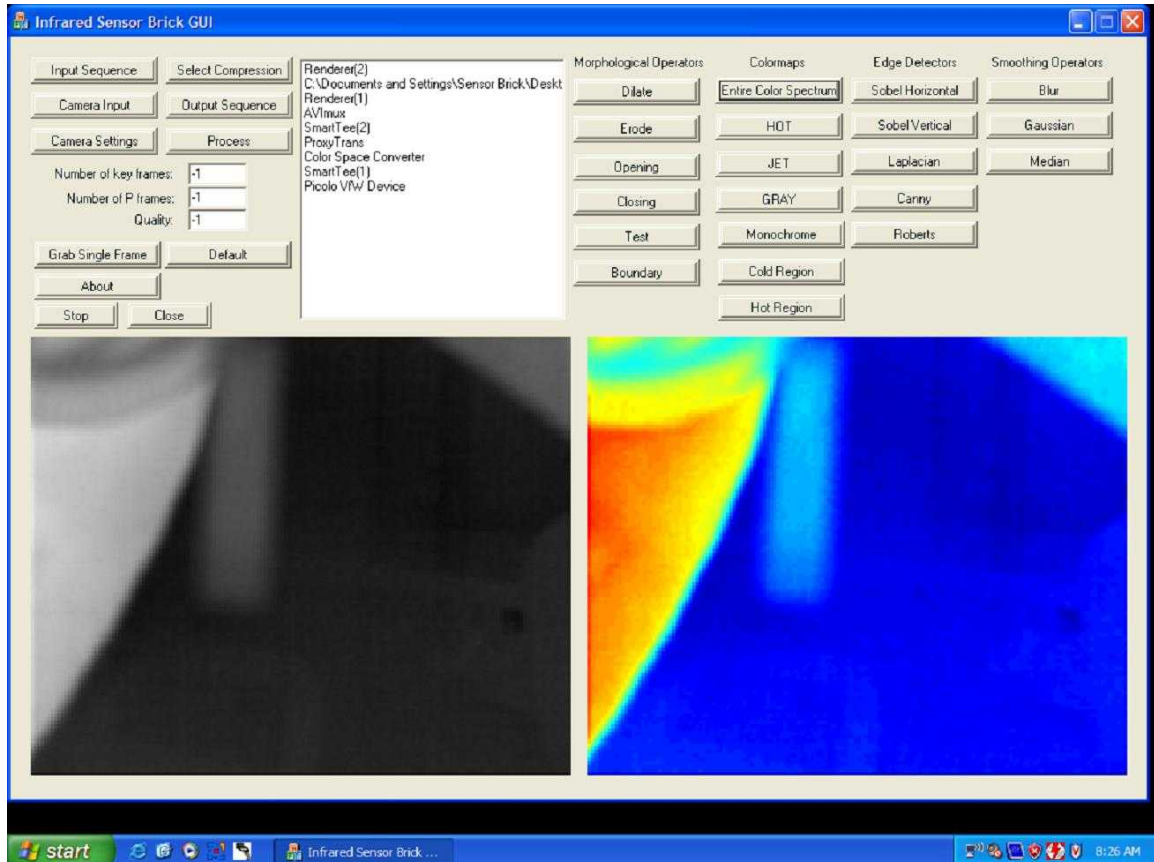 Infrared Sensor Brick GUI
Input Sequence
Select Compression
Camera Input
Output Sequence
Camera Settings
Process
Number of key frames: -1
Number of P frames: -1
Quality: -1
Grab Single Frame
Default
About
Stop
Close
Renderer(2)
C:\Documents and Settings\Sensor Brick\Deskt
Renderer(1)
AVImux
SmartTee(2)
ProxyTrans
Color Space Converter
SmartTee(1)
Picolo VfW Device
Morphological Operators
Dilate
Erode
Opening
Closing
Test
Boundary
Colormaps
Entire Color Spectrum
HOT
JET
GRAY
Monochrome
Cold Region
Hot Region
Edge Detectors
Sobel Horizontal
Sobel Vertical
Laplacian
Canny
Roberts
Smoothing Operators
Blur
Gaussian
Median
start
Infrared Sensor Brick ...
8:26 AM